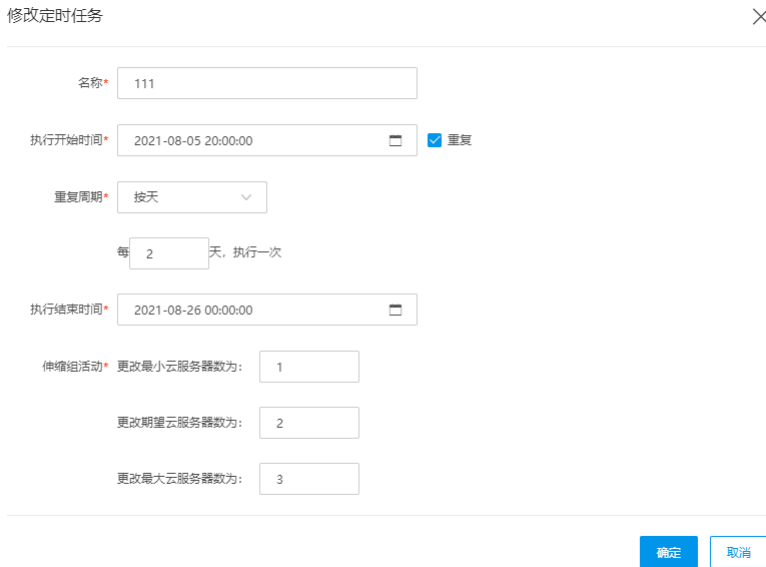 修改定时任务
名称* 111
执行开始时间* 2021-08-05 20:00:00 重复
重复周期* 按天
每 2 天，执行一次
执行结束时间* 2021-08-26 00:00:00
伸缩组活动* 更改最小云服务器数为： 1
更改期望云服务器数为： 2
更改最大云服务器数为： 3
确定 取消